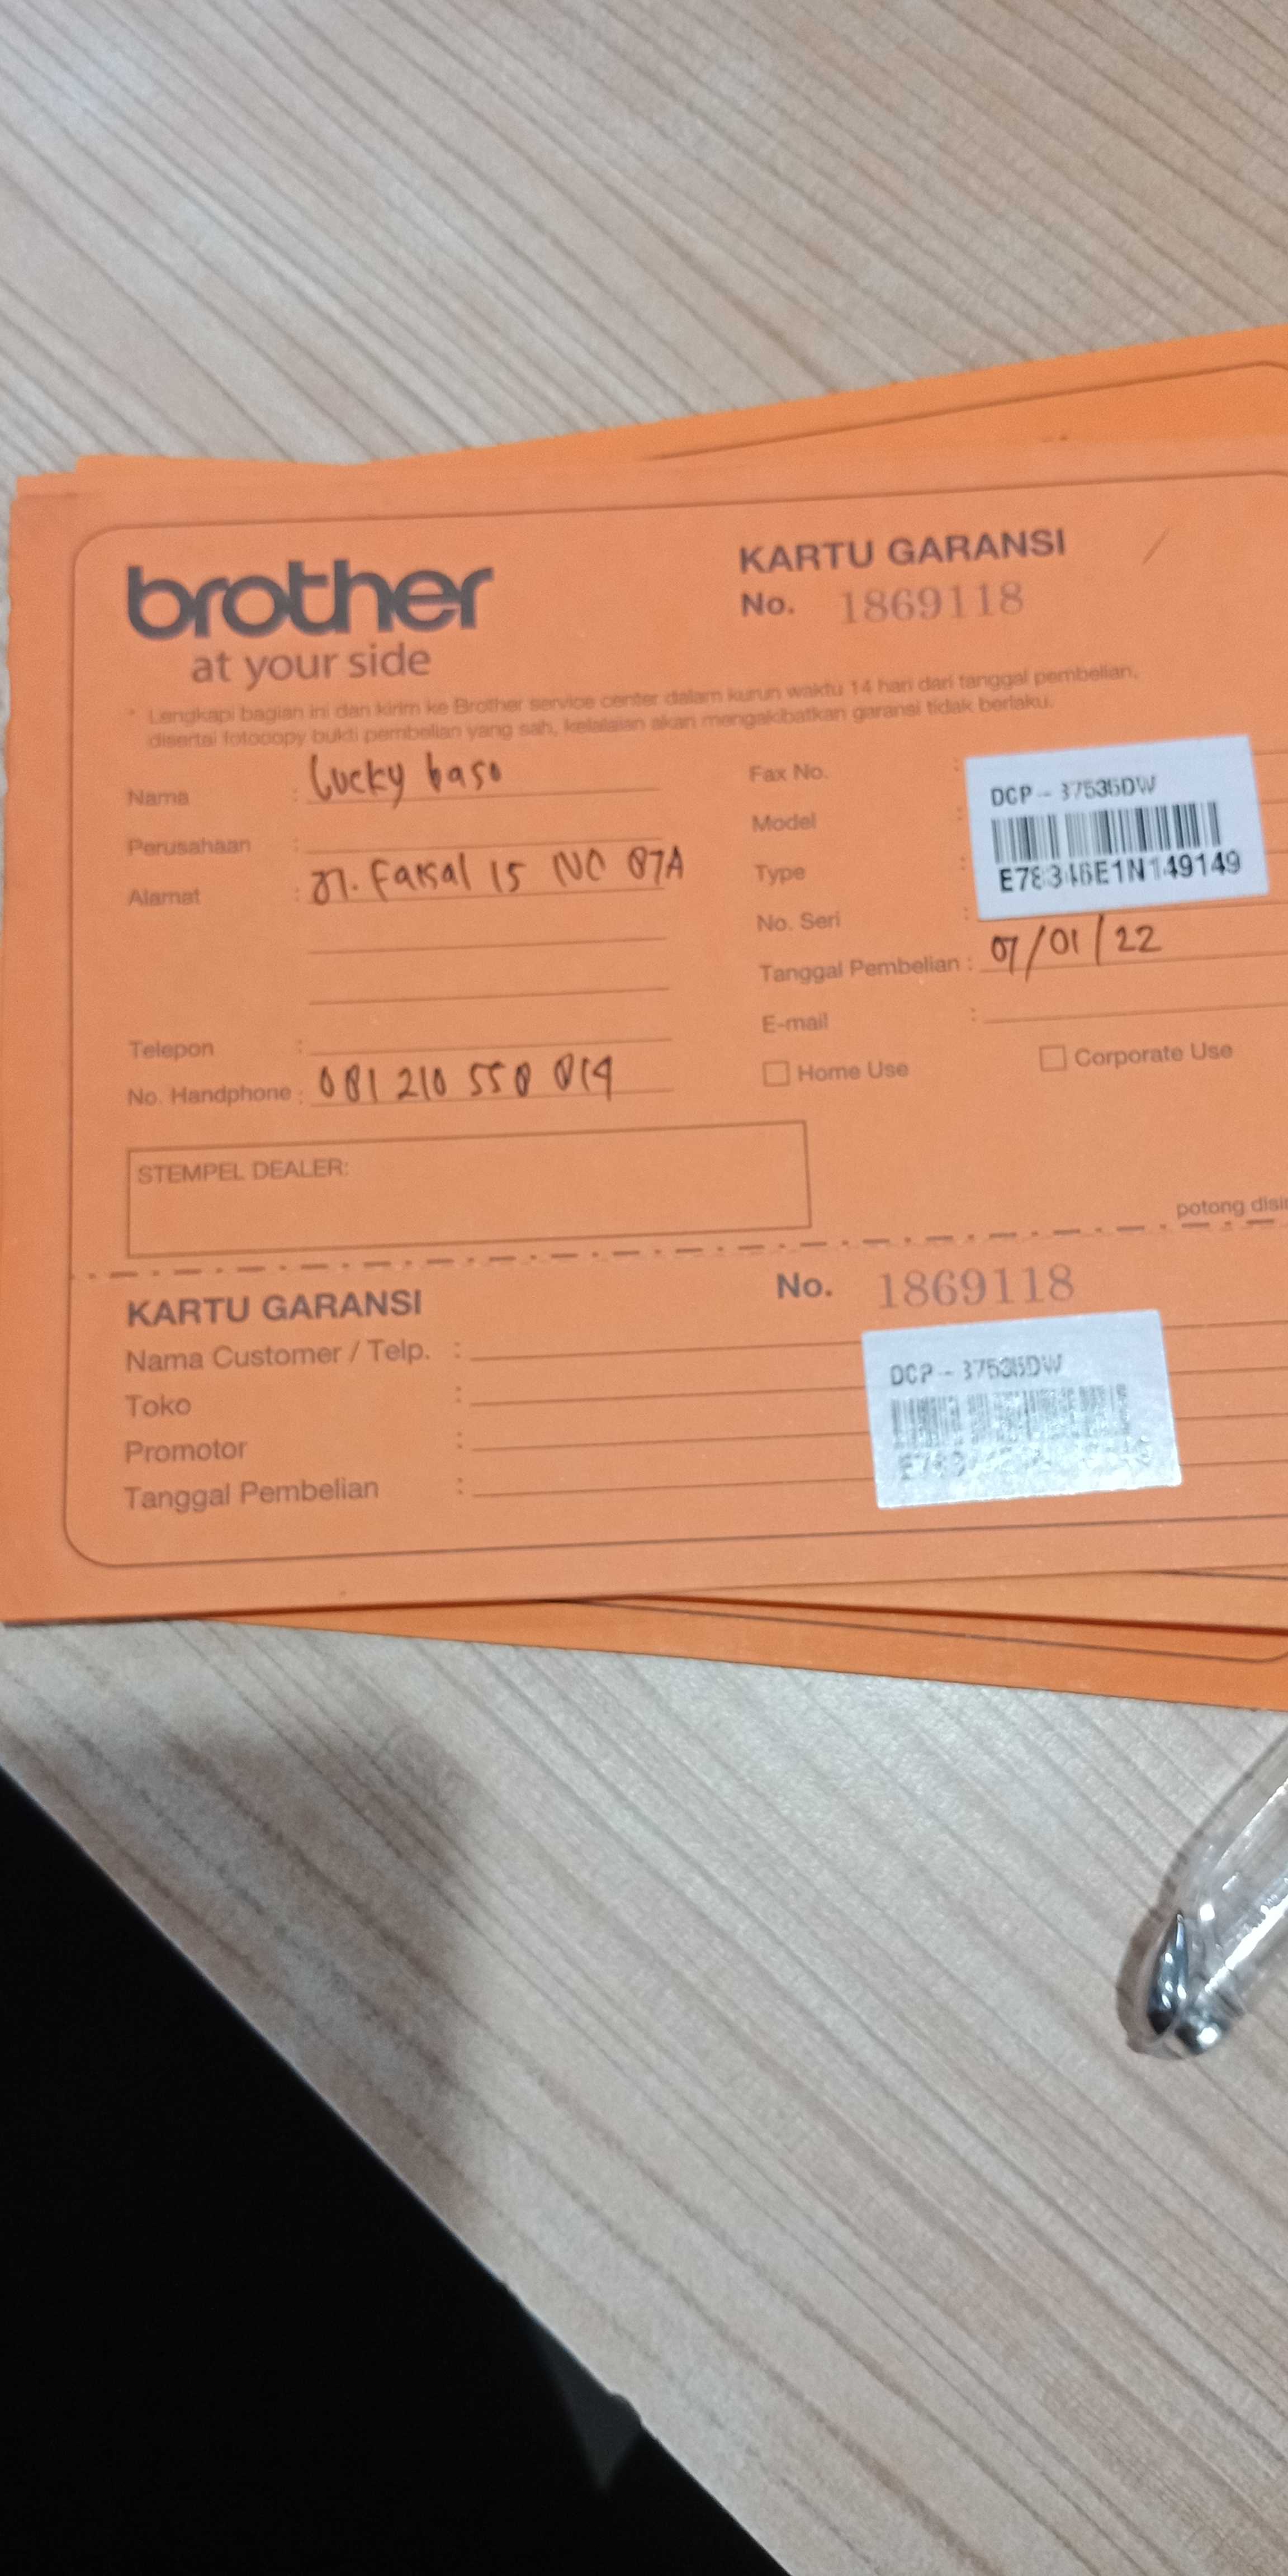 brother
at your side
KARTU GARANSI
No. 1869118
* Lengkapi bagian ini dan kirim ke Brother service center dalam kurun waktu 14 hari dari tanggal pembelian,
disertai fotocopy bukti pembelian yang sah, kelalaian akan mengakibatkan garansi tidak berlaku.
Nama : Lucky baso
Perusahaan :
Alamat : Jl. Faisal 15 NO 07A
Telepon :
No. Handphone : 081 210 550 014
Fax No. :
Model :
Type :
No. Seri :
DCP - 
E78346E1N149149
Tanggal Pembelian : 07/01/22
E-mail :
Home Use
Corporate Use
STEMPEL DEALER:
potong disi
KARTU GARANSI
No. 1869118
Nama Customer / Telp. :
Toko :
Promotor :
Tanggal Pembelian :
DCP -